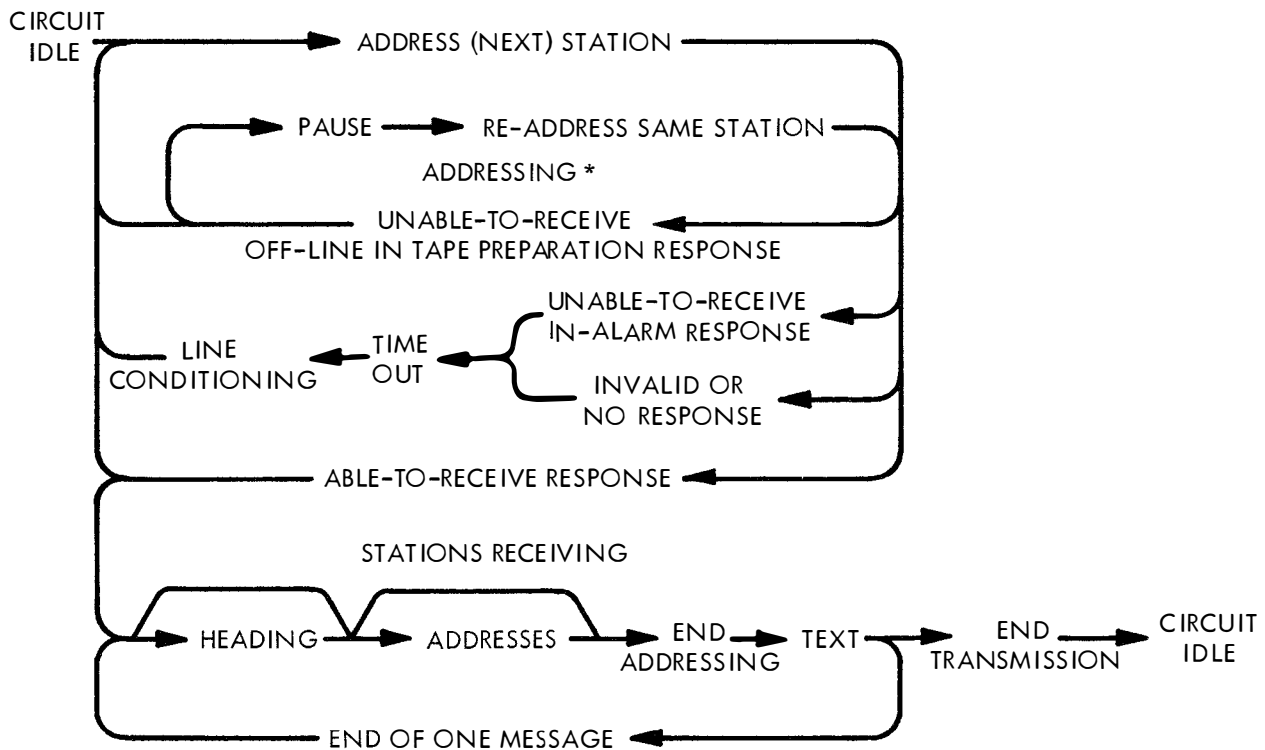 CIRCUIT
IDLE
ADDRESS (NEXT) STATION
PAUSE
RE-ADDRESS SAME STATION
ADDRESSING *
UNABLE-TO-RECEIVE
OFF-LINE IN TAPE PREPARATION RESPONSE
UNABLE-TO-RECEIVE
IN-ALARM RESPONSE
LINE
CONDITIONING
TIME
OUT
INVALID OR
NO RESPONSE
ABLE-TO-RECEIVE RESPONSE
STATIONS RECEIVING
HEADING
ADDRESSES
END
ADDRESSING
TEXT
END
TRANSMISSION
CIRCUIT
IDLE
END OF ONE MESSAGE